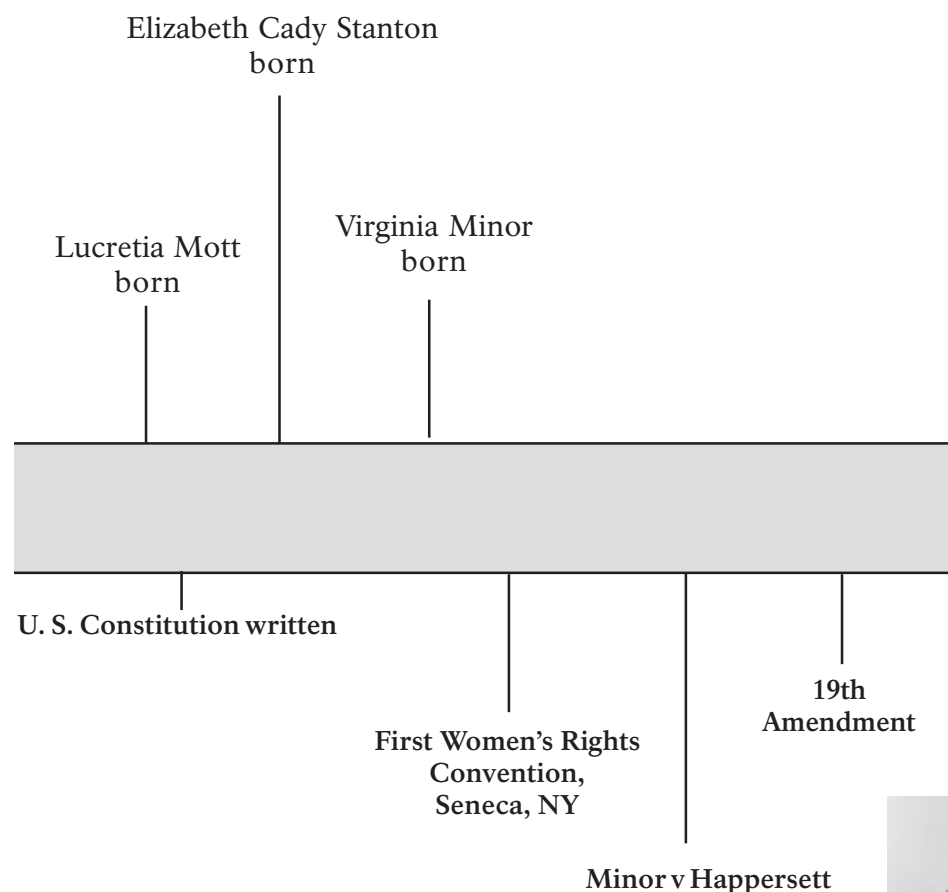 Elizabeth Cady Stanton
born
Virginia Minor
born
Lucretia Mott
born
U. S. Constitution written
19th
Amendment
First Women's Rights
Convention,
Seneca, NY
Minor v Happersett